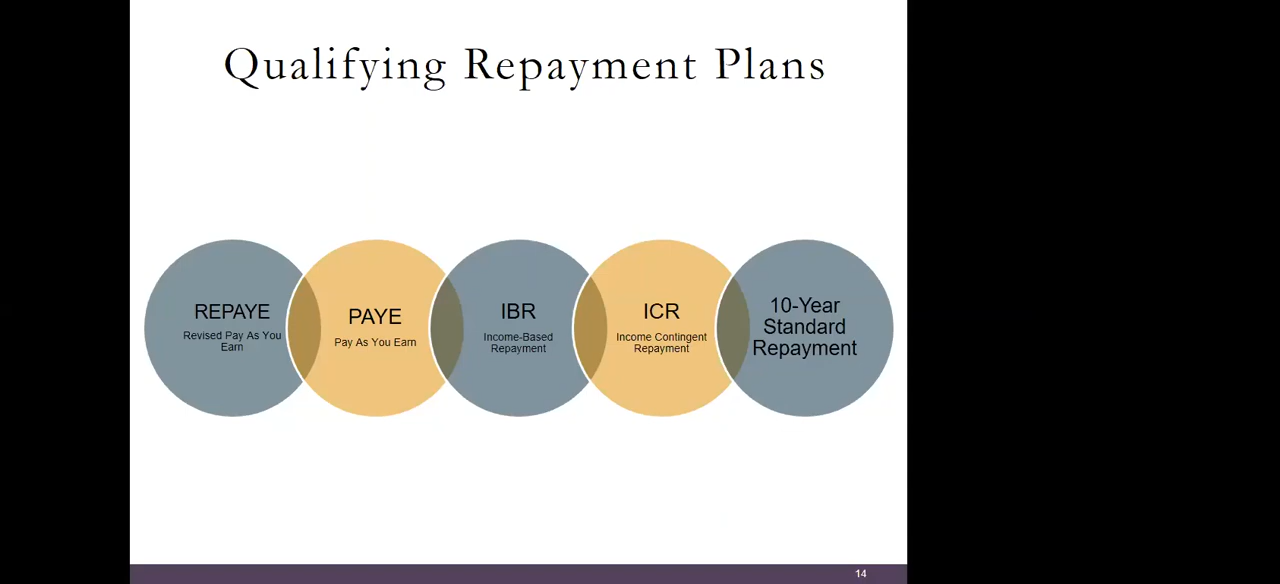 Qualifying Repayment Plans
REPAYE
Revised Pay As You
Earn
PAYE
Pay As You Earn
IBR
Income-Based
Repayment
ICR
Income Contingent
Repayment
10-Year
Standard
Repayment
14